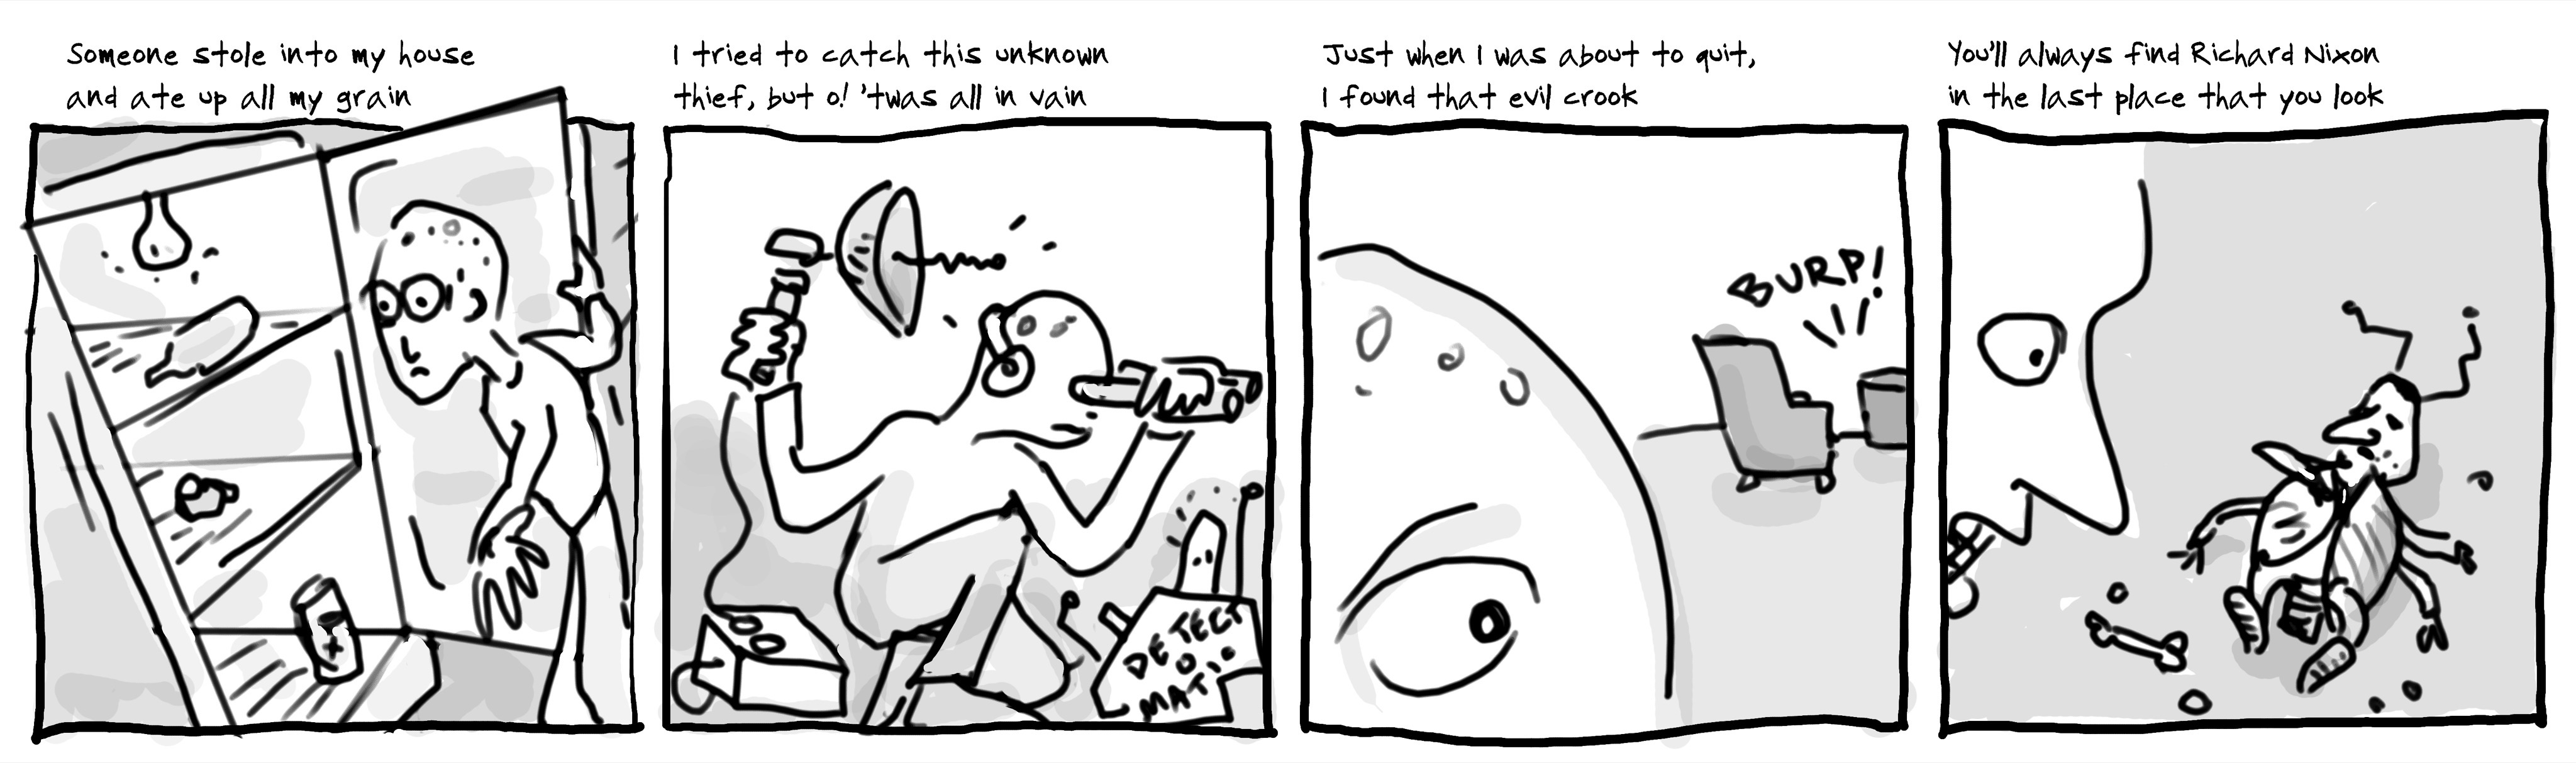 Someone stole into my house
and ate up all my grain
I tried to catch this unknown
thief, but o! 'twas all in vain
DETECT
O
MATIC
Just when I was about to quit,
I found that evil crook
BURP!
You'll always find Richard Nixon
in the last place that you look